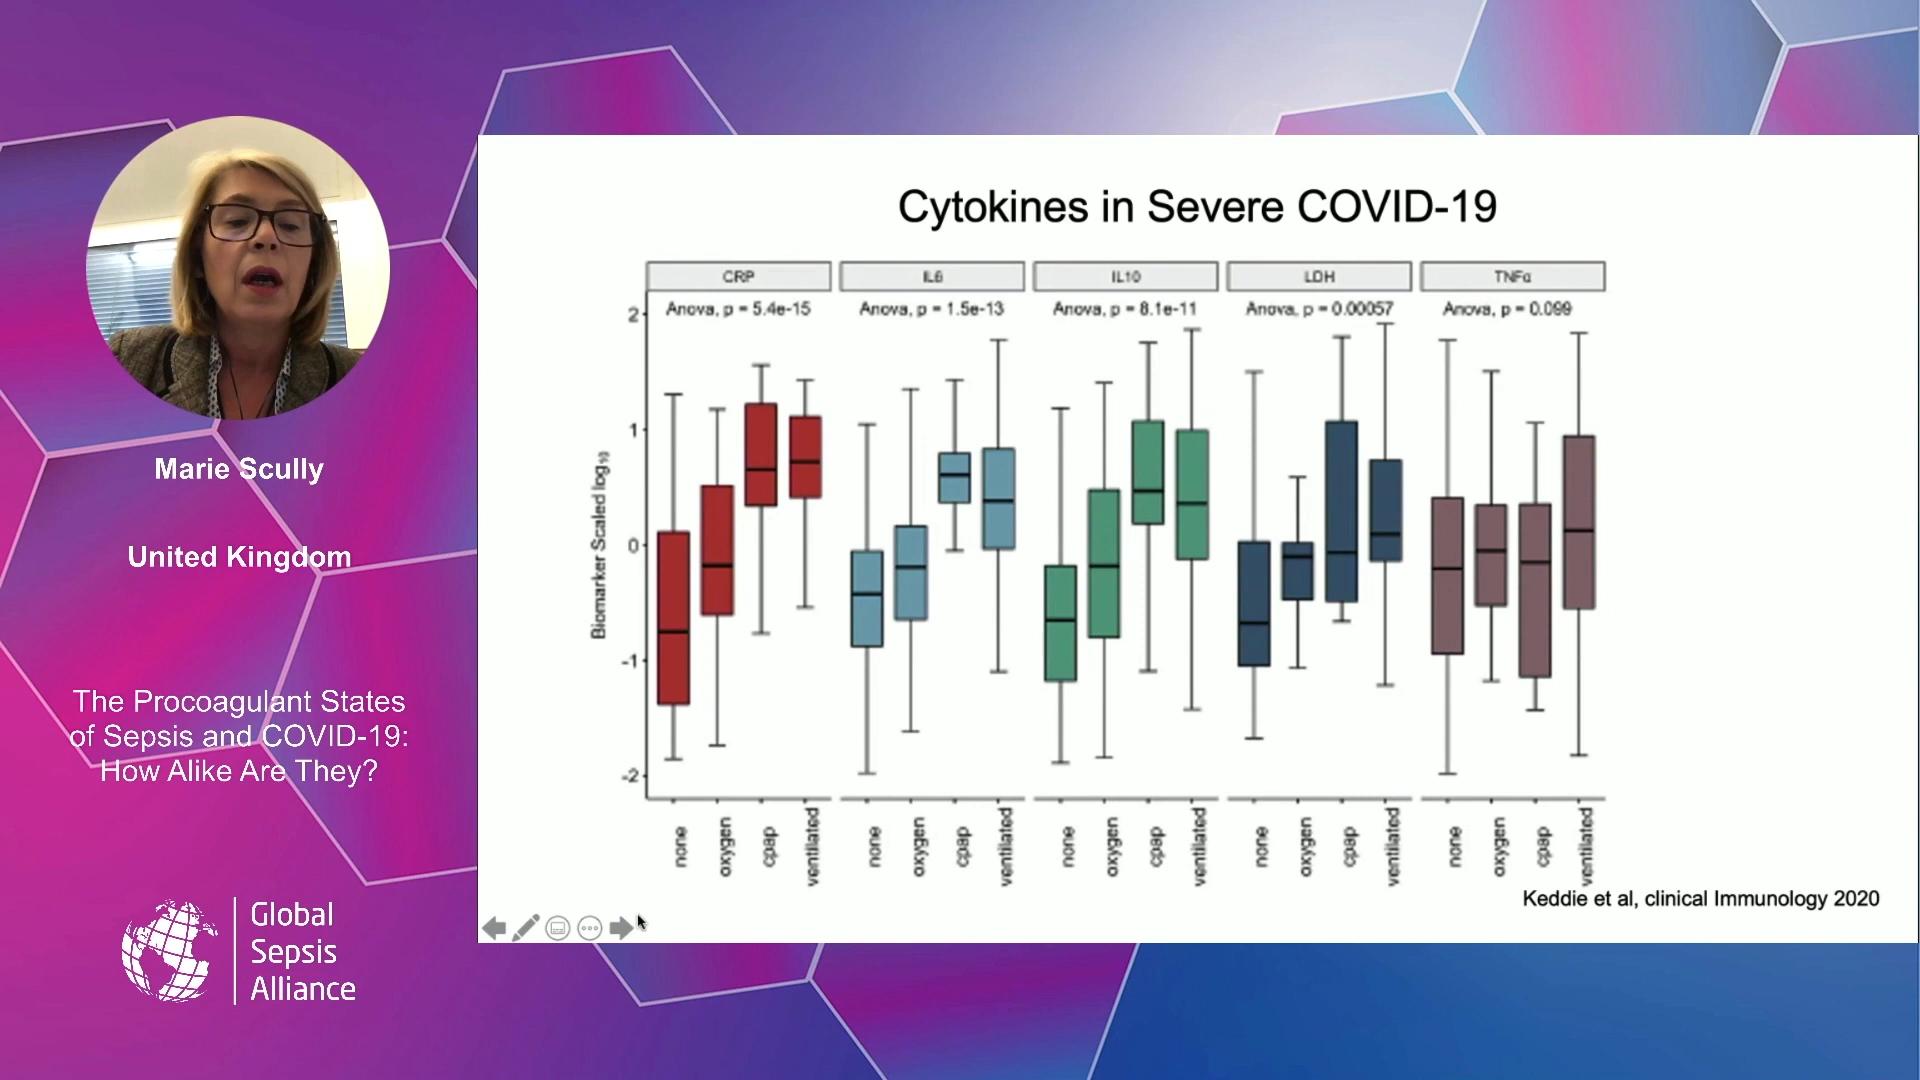 Marie Scully
United Kingdom
The Procoagulant States
of Sepsis and COVID-19:
How Alike Are They?
Global
Sepsis
Alliance
Cytokines in Severe COVID-19
CRP
IL6
IL10
LDH
TNFα
Anova, p = 5.4e-15
Anova, p = 1.5e-13
Anova, p = 8.1e-11
Anova, p = 0.00057
Anova, p = 0.099
Biomarker Scaled log10
2
1
0
-1
-2
none
oxygen
cpap
ventilated
none
oxygen
cpap
ventilated
none
oxygen
cpap
ventilated
none
oxygen
cpap
ventilated
none
oxygen
cpap
ventilated
Keddie et al, clinical Immunology 2020